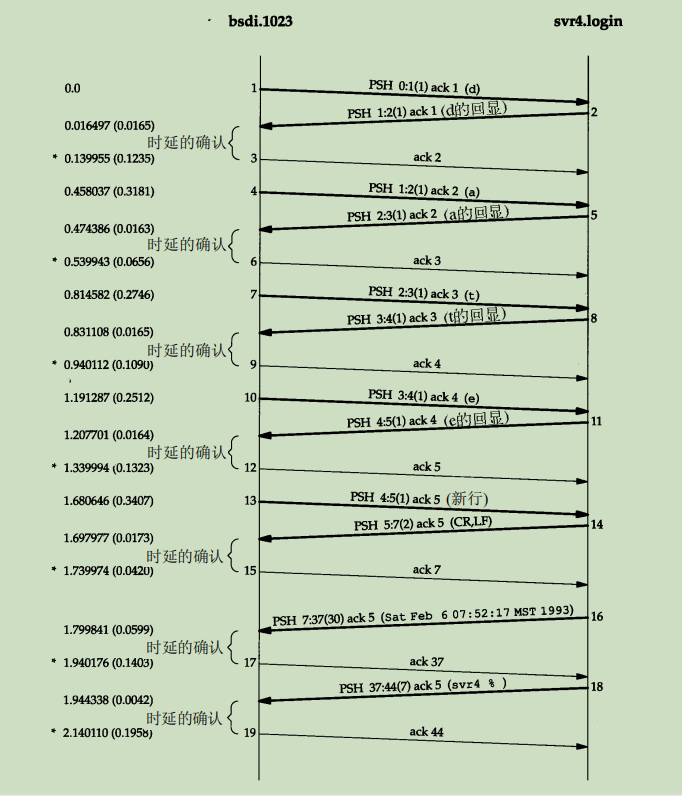 bsdi.1023 svr4.login
0.0 1 PSH 0:1(1) ack 1 (d)
PSH 1:2(1) ack 1 (d的回显) 2
0.016497 (0.0165)
时延的确认
* 0.139955 (0.1235) 3 ack 2
0.458037 (0.3181) 4 PSH 1:2(1) ack 2 (a)
PSH 2:3(1) ack 2 (a的回显) 5
0.474386 (0.0163)
时延的确认
* 0.539943 (0.0656) 6 ack 3
0.814582 (0.2746) 7 PSH 2:3(1) ack 3 (t)
PSH 3:4(1) ack 3 (t的回显) 8
0.831108 (0.0165)
时延的确认
* 0.940112 (0.1090) 9 ack 4
1.191287 (0.2512) 10 PSH 3:4(1) ack 4 (e)
PSH 4:5(1) ack 4 (e的回显) 11
1.207701 (0.0164)
时延的确认
* 1.339994 (0.1323) 12 ack 5
1.680646 (0.3407) 13 PSH 4:5(1) ack 5 (新行)
PSH 5:7(2) ack 5 (CR,LF) 14
1.697977 (0.0173)
时延的确认
* 1.739974 (0.0420) 15 ack 7
PSH 7:37(30) ack 5 (Sat Feb 6 07:52:17 MST 1993) 16
1.799841 (0.0599)
时延的确认
* 1.940176 (0.1403) 17 ack 37
PSH 37:44(7) ack 5 (svr4 % ) 18
1.944338 (0.0042)
时延的确认
* 2.140110 (0.1958) 19 ack 44